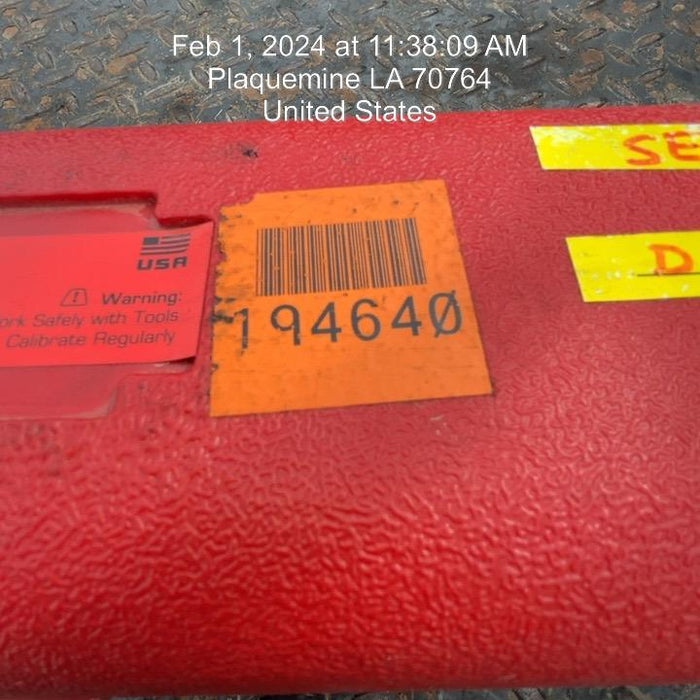 Feb 1, 2024 at 11:38:09 AM
Plaquemine LA 70764
United States
SE
D
USA
Warning:
Safely with Tools
Calibrate Regularly
194640